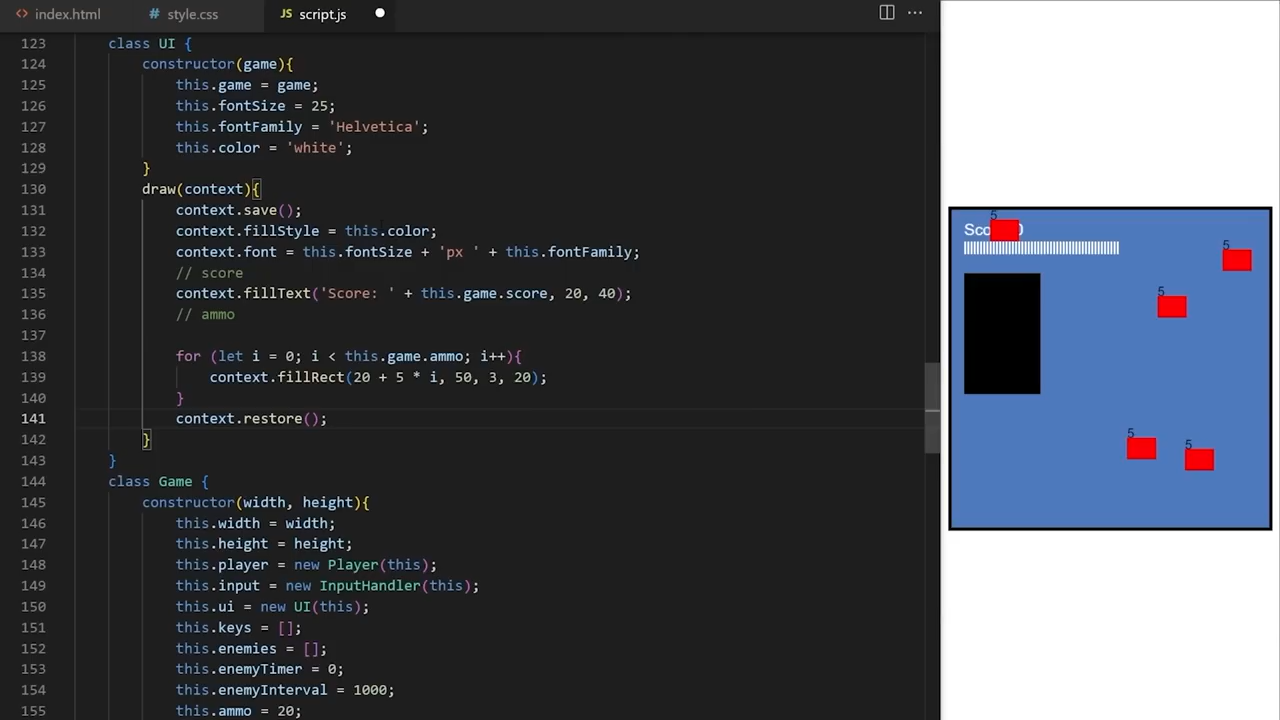 index.html
style.css
JS script.js
123 class UI {
124 constructor(game){
125 this.game = game;
126 this.fontSize = 25;
127 this.fontFamily = 'Helvetica';
128 this.color = 'white';
129 }
130 draw(context){
131 context.save();
132 context.fillStyle = this.color;
133 context.font = this.fontSize + 'px ' + this.fontFamily;
134 // score
135 context.fillText('Score: ' + this.game.score, 20, 40);
136 // ammo
137
138 for (let i = 0; i < this.game.ammo; i++){
139 context.fillRect(20 + 5 * i, 50, 3, 20);
140 }
141 context.restore();
142 }
143 }
144 class Game {
145 constructor(width, height){
146 this.width = width;
147 this.height = height;
148 this.player = new Player(this);
149 this.input = new InputHandler(this);
150 this.ui = new UI(this);
151 this.keys = [];
152 this.enemies = [];
153 this.enemyTimer = 0;
154 this.enemyInterval = 1000;
155 this.ammo = 20;
5
5
5
5
5